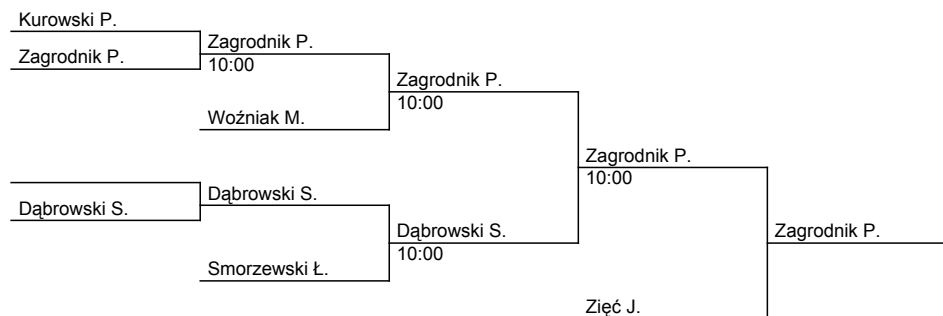 Kurowski P.
Zagrodnik P.
Zagrodnik P.
10:00
Zagrodnik P.
10:00
Woźniak M.
Zagrodnik P.
10:00
Dąbrowski S.
Dąbrowski S.
Dąbrowski S.
10:00
Zagrodnik P.
Smorzewski Ł.
Zięć J.